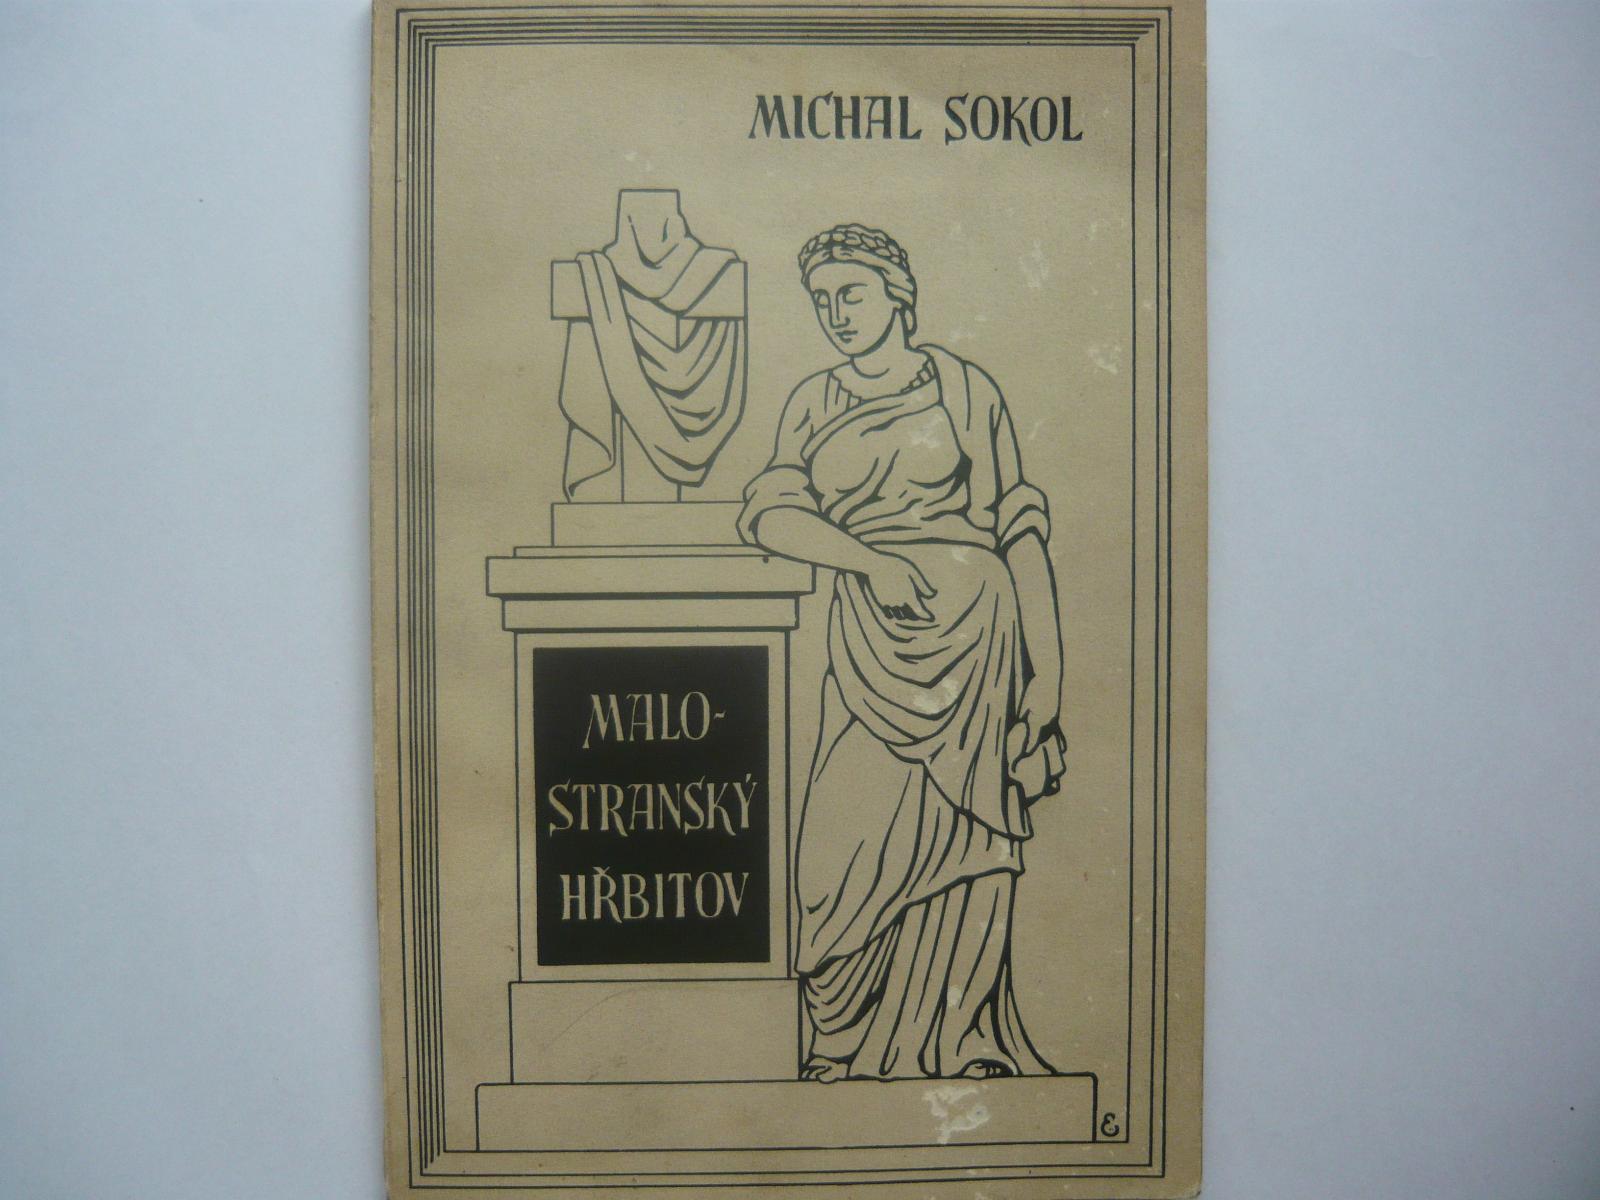 MICHAL SOKOL
MALO-
STRANSKÝ
HŘBITOV
E